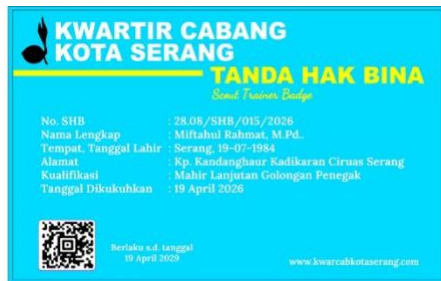 KWARTIR CABANG
KOTA SERANG
TANDA HAK BINA
Scout Trainer Badge
No. SHB : 28.08/SHB/015/2026
Nama Lengkap : Miftahul Rahmat, M.Pd..
Tempat, Tanggal Lahir : Serang, 19-07-1984
Alamat : Kp. Kandanghaur Kadikaran Ciruas Serang
Kualifikasi : Mahir Lanjutan Golongan Penegak
Tanggal Dikukuhkan : 19 April 2026
Berlaku s.d. tanggal
19 April 2029
www.kwarcabkotaserang.com